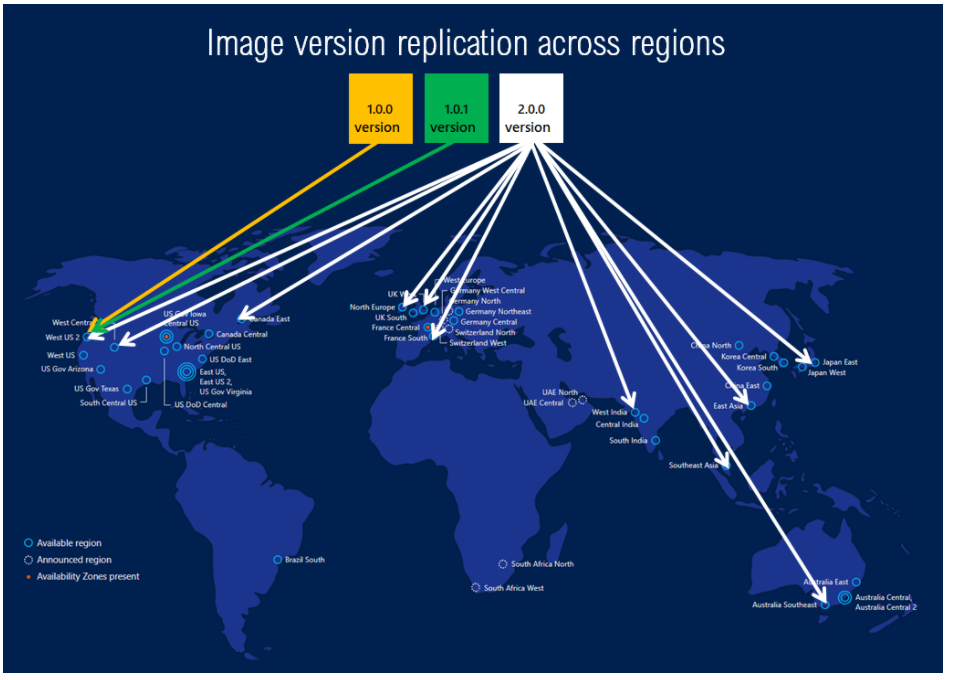 Image version replication across regions
1.0.0
version
1.0.1
version
2.0.0
version
West Central
West US 2
West US
US Gov Arizona
US Gov Texas
South Central US
US Gov Iowa
Central US
North Central US
US DoD East
East US,
East US 2,
US Gov Virginia
US DoD Central
Canada East
Canada Central
Brazil South
West Europe
UK W
Germany West Central
Germany North
North Europe
Germany Northeast
UK South
Germany Central
France Central
Switzerland North
France South
Switzerland West
UAE North
UAE Central
West India
Central India
South India
China North
Korea Central
Korea South
Japan East
Japan West
China East
East Asia
Southeast Asia
South Africa North
South Africa West
Australia East
Australia Southeast
Australia Central,
Australia Central 2
Available region
Announced region
Availability Zones present